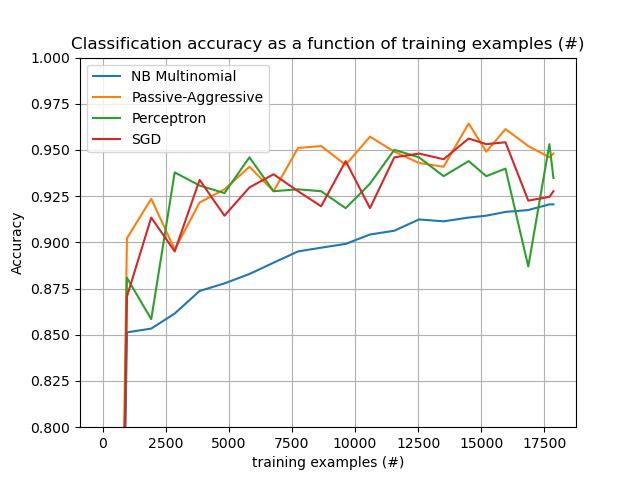 Classification accuracy as a function of training examples (#)
NB Multinomial
Passive-Aggressive
Perceptron
SGD
Accuracy
1.000
0.975
0.950
0.925
0.900
0.875
0.850
0.825
0.800
0 2500 5000 7500 10000 12500 15000 17500
training examples (#)